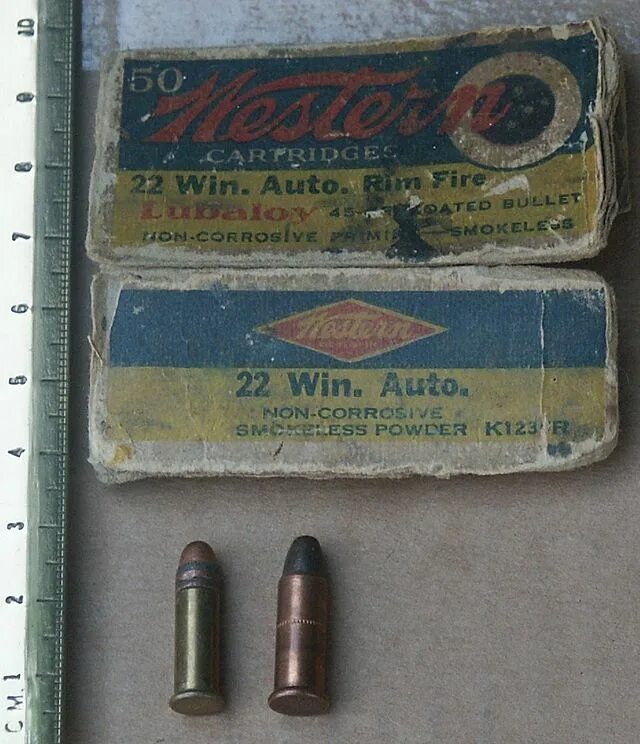 50 Western
CARTRIDGES
22 Win. Auto. Rim Fire
Lubaloy 45 COATED BULLET
NON-CORROSIVE SMOKELESS
Western
22 Win. Auto.
NON-CORROSIVE
SMOKELESS POWDER
10
9
8
7
6
5
4
3
2
1
C M.